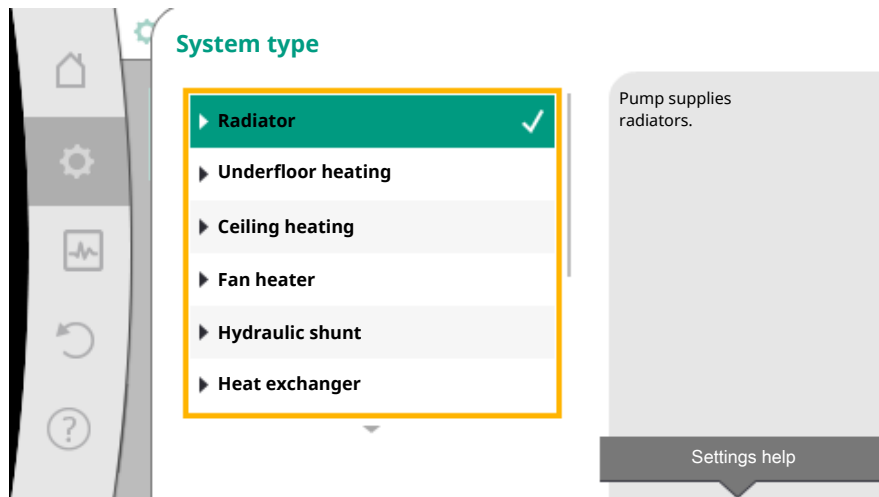 System type
Radiator
Underfloor heating
Ceiling heating
Fan heater
Hydraulic shunt
Heat exchanger
Pump supplies
radiators.
Settings help